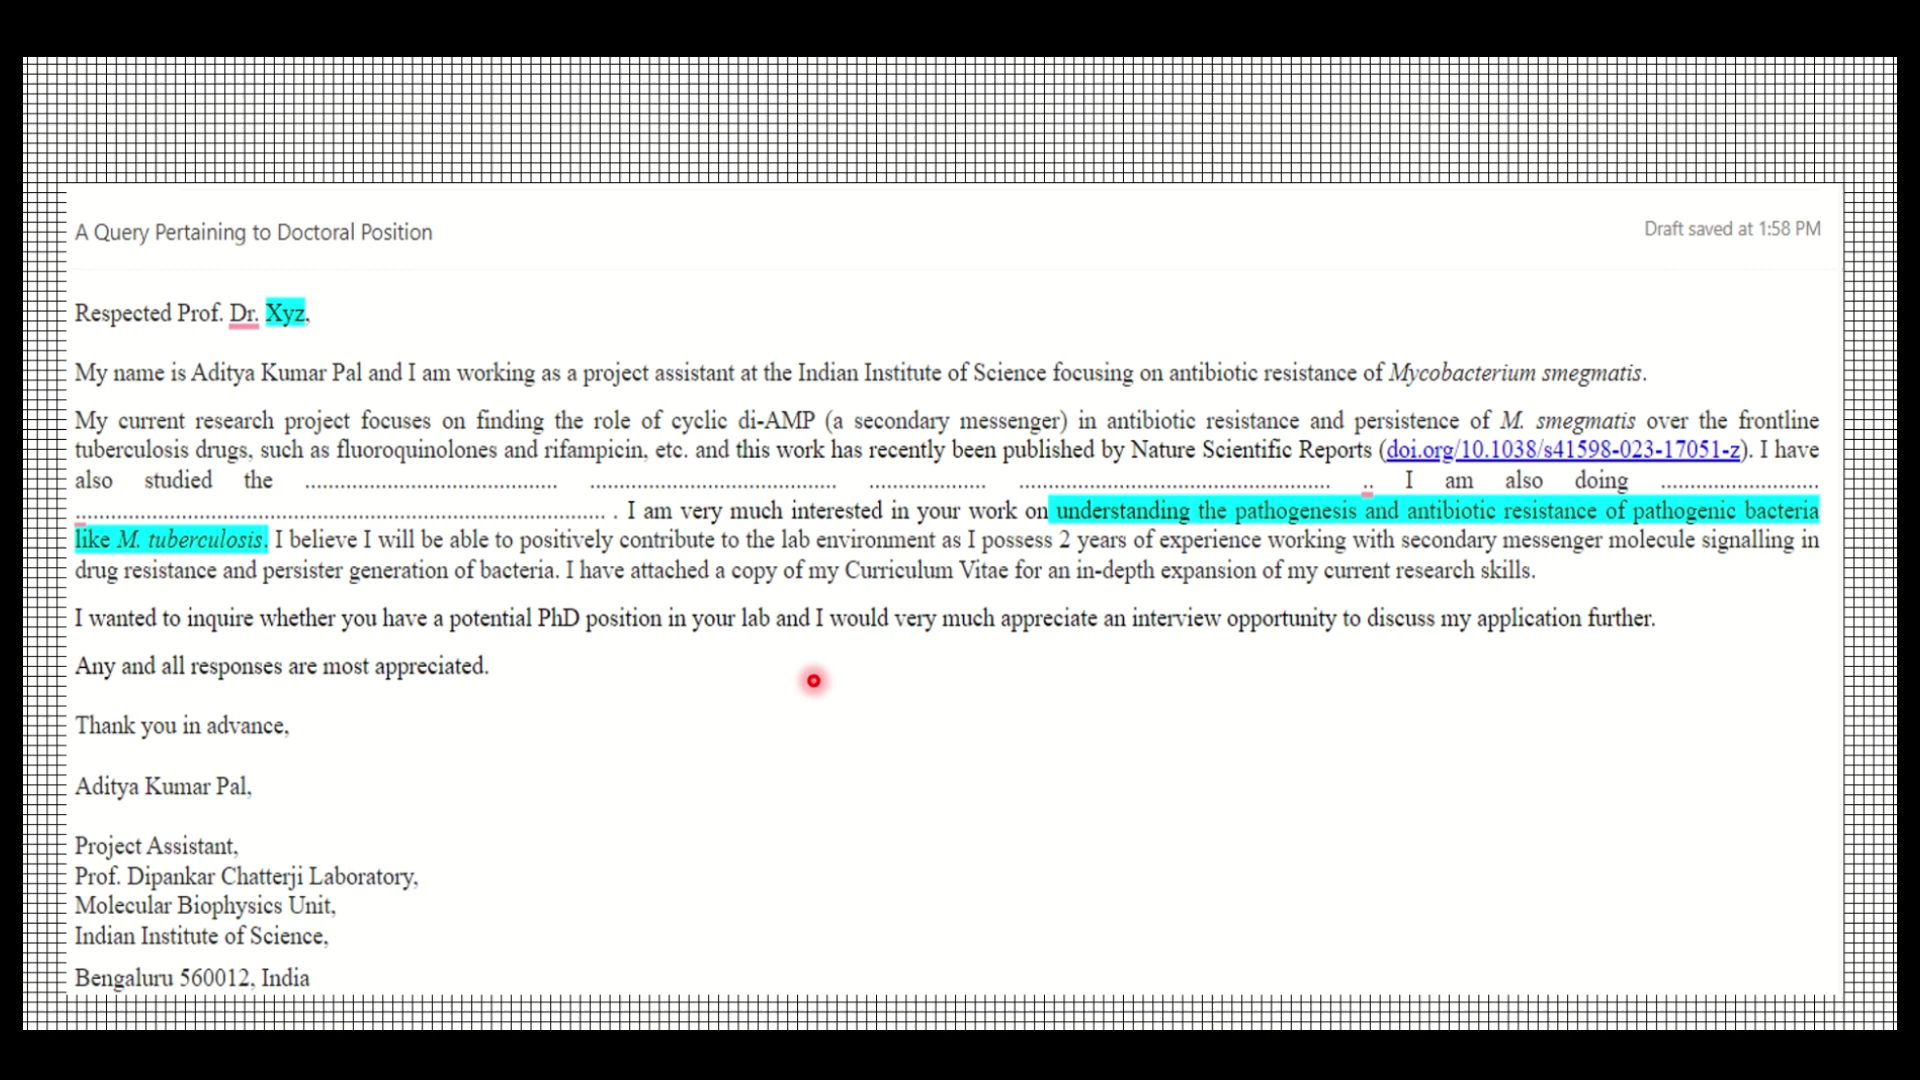 A Query Pertaining to Doctoral Position
Draft saved at 1:58 PM
Respected Prof. Dr. Xyz,
My name is Aditya Kumar Pal and I am working as a project assistant at the Indian Institute of Science focusing on antibiotic resistance of Mycobacterium smegmatis.
My current research project focuses on finding the role of cyclic di-AMP (a secondary messenger) in antibiotic resistance and persistence of M. smegmatis over the frontline
tuberculosis drugs, such as fluoroquinolones and rifampicin, etc. and this work has recently been published by Nature Scientific Reports (doi.org/10.1038/s41598-023-17051-z). I have
also studied the ........................................ ....................................... ................... .................................................. .. I am also doing .........................
..................................................................................... . I am very much interested in your work on understanding the pathogenesis and antibiotic resistance of pathogenic bacteria
like M. tuberculosis. I believe I will be able to positively contribute to the lab environment as I possess 2 years of experience working with secondary messenger molecule signalling in
drug resistance and persister generation of bacteria. I have attached a copy of my Curriculum Vitae for an in-depth expansion of my current research skills.
I wanted to inquire whether you have a potential PhD position in your lab and I would very much appreciate an interview opportunity to discuss my application further.
Any and all responses are most appreciated.
Thank you in advance,
Aditya Kumar Pal,
Project Assistant,
Prof. Dipankar Chatterji Laboratory,
Molecular Biophysics Unit,
Indian Institute of Science,
Bengaluru 560012, India